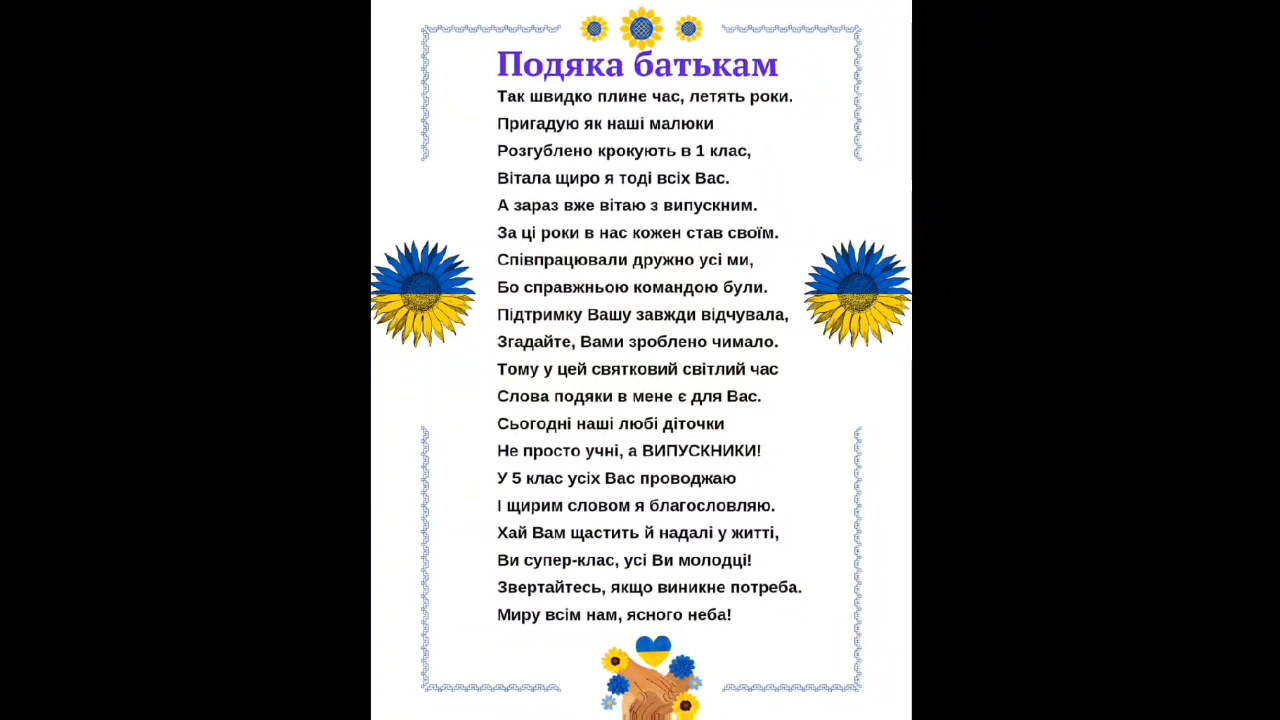 Подяка батькам
Так швидко плине час, летять роки.
Пригадую як наші малюки
Розгублено крокують в 1 клас,
Вітала щиро я тоді всіх Вас.
А зараз вже вітаю з випускним.
За ці роки в нас кожен став своїм.
Співпрацювали дружно усі ми,
Бо справжньою командою були.
Підтримку Вашу завжди відчувала,
Згадайте, Вами зроблено чимало.
Тому у цей святковий світлий час
Слова подяки в мене є для Вас.
Сьогодні наші любі діточки
Не просто учні, а ВИПУСКНИКИ!
У 5 клас усіх Вас проводжаю
І щирим словом я благословляю.
Хай Вам щастить й надалі у житті,
Ви супер-клас, усі Ви молодці!
Звертайтесь, якщо виникне потреба.
Миру всім нам, ясного неба!